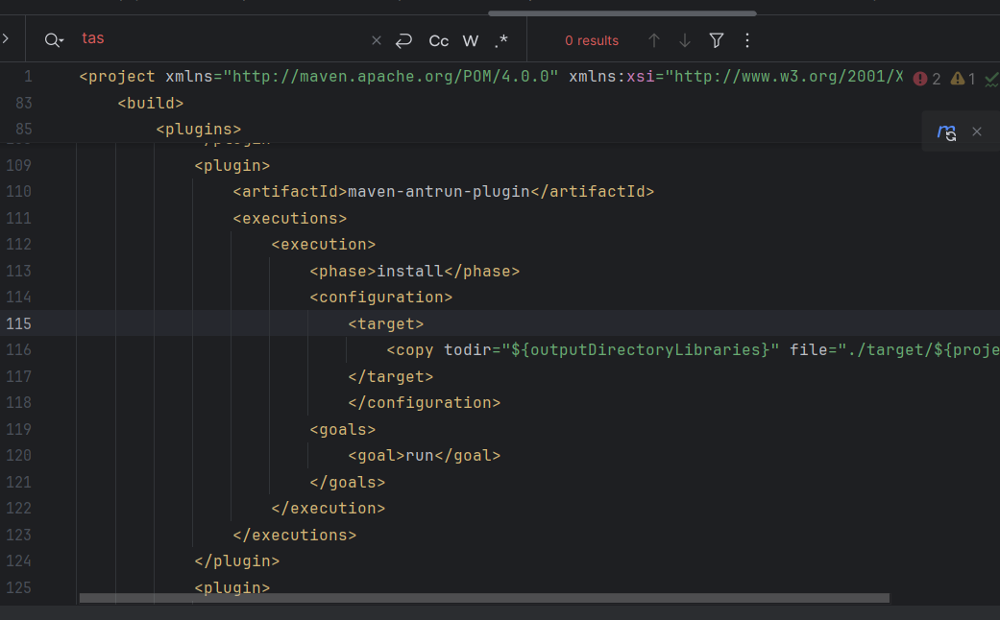 tas
Cc W .*
0 results
1 <project xmlns="http://maven.apache.org/POM/4.0.0" xmlns:xsi="http://www.w3.org/2001/X 2 1
83 <build>
85 <plugins>
109 <plugin>
110 <artifactId>maven-antrun-plugin</artifactId>
111 <executions>
112 <execution>
113 <phase>install</phase>
114 <configuration>
115 <target>
116 <copy todir="${outputDirectoryLibraries}" file="./target/${proje
117 </target>
118 </configuration>
119 <goals>
120 <goal>run</goal>
121 </goals>
122 </execution>
123 </executions>
124 </plugin>
125 <plugin>